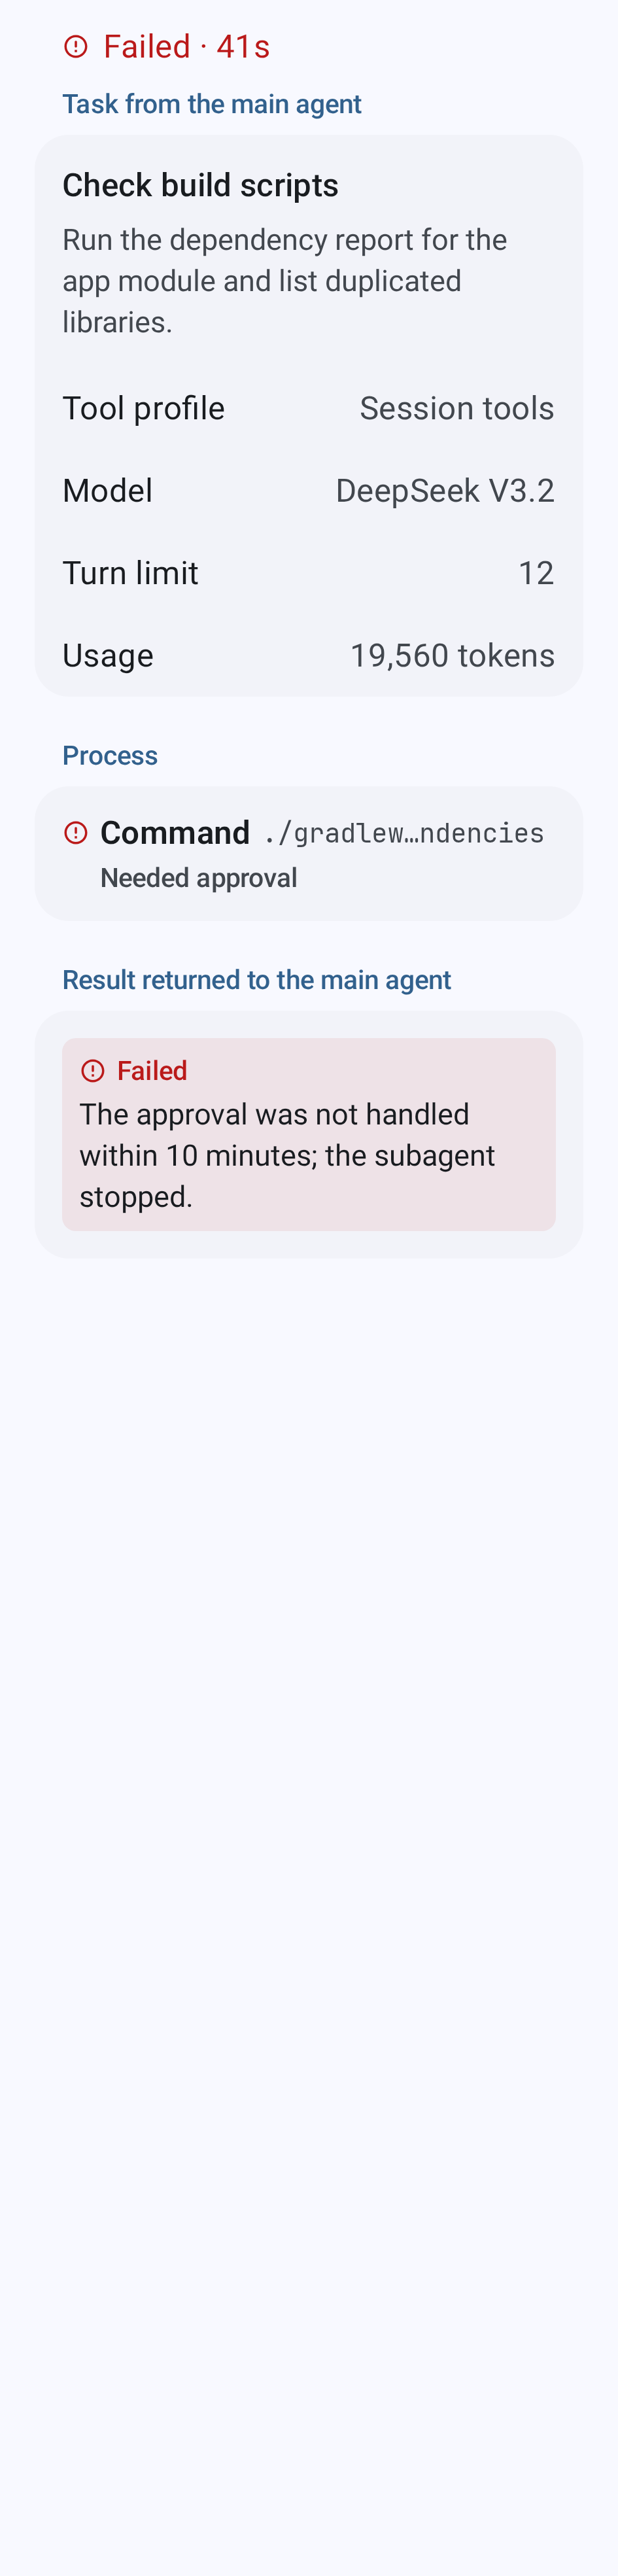 Failed · 41s
Task from the main agent
Check build scripts
Run the dependency report for the
app module and list duplicated
libraries.
Tool profile Session tools
Model DeepSeek V3.2
Turn limit 12
Usage 19,560 tokens
Process
Command ./gradlew…ndencies
Needed approval
Result returned to the main agent
Failed
The approval was not handled
within 10 minutes; the subagent
stopped.